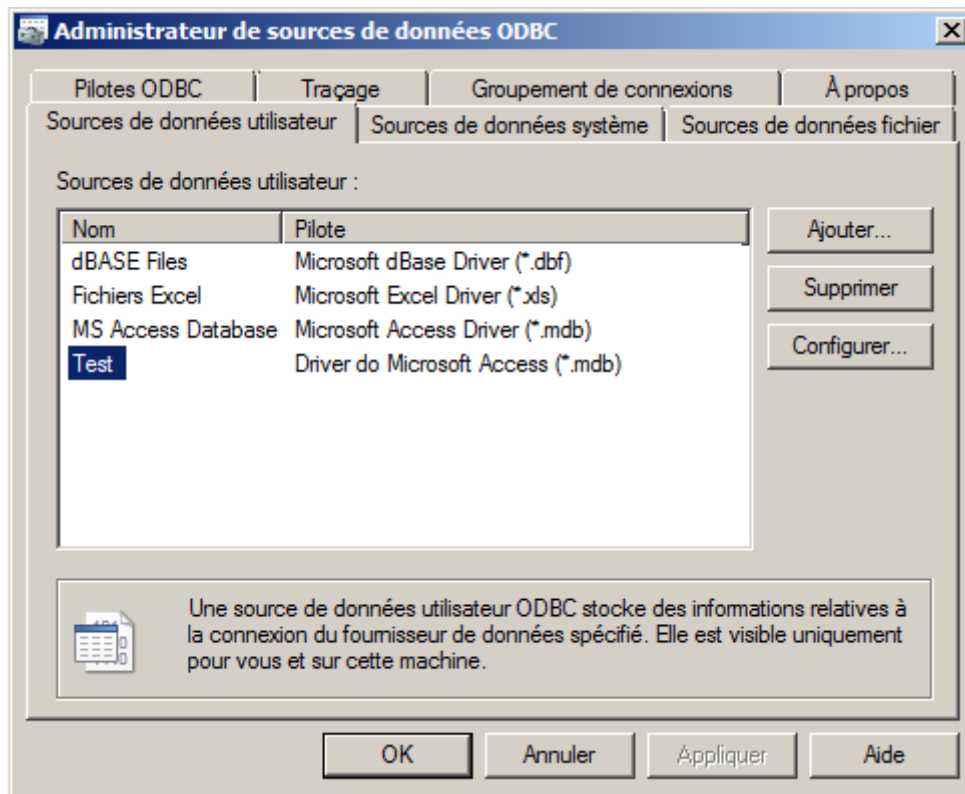 Administrateur de sources de données ODBC
Pilotes ODBC Traçage Groupement de connexions À propos
Sources de données utilisateur Sources de données système Sources de données fichier
Sources de données utilisateur :
Nom Pilote
dBASE Files Microsoft dBase Driver (*.dbf)
Fichiers Excel Microsoft Excel Driver (*.xls)
MS Access Database Microsoft Access Driver (*.mdb)
Test Driver do Microsoft Access (*.mdb)
Ajouter...
Supprimer
Configurer...
Une source de données utilisateur ODBC stocke des informations relatives à
la connexion du fournisseur de données spécifié. Elle est visible uniquement
pour vous et sur cette machine.
OK Annuler Appliquer Aide